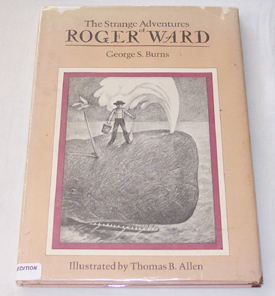 The Strange Adventures
of
ROGER WARD
George S. Burns
Illustrated by Thomas B. Allen
EDITION